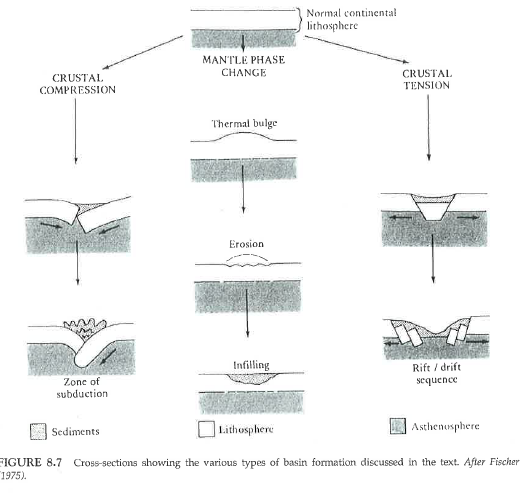 Normal continental
lithosphere
MANTLE PHASE
CHANGE
CRUSTAL
COMPRESSION
CRUSTAL
TENSION
Thermal bulge
Erosion
Infilling
Zone of
subduction
Rift / drift
sequence
Sediments
Lithosphere
Asthenosphere
FIGURE 8.7 Cross-sections showing the various types of basin formation discussed in the text. After Fischer
(1975).